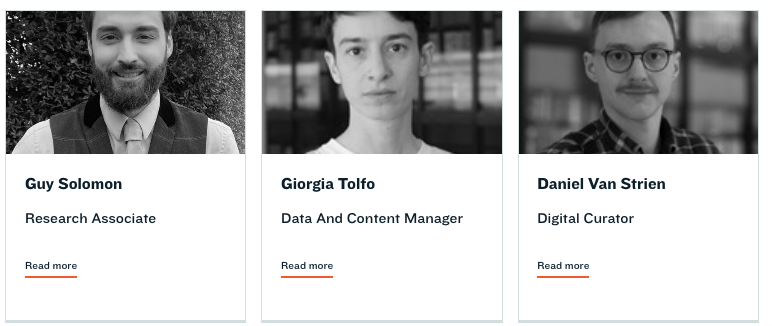 Guy Solomon
Research Associate
Read more
Giorgia Tolfo
Data And Content Manager
Read more
Daniel Van Strien
Digital Curator
Read more